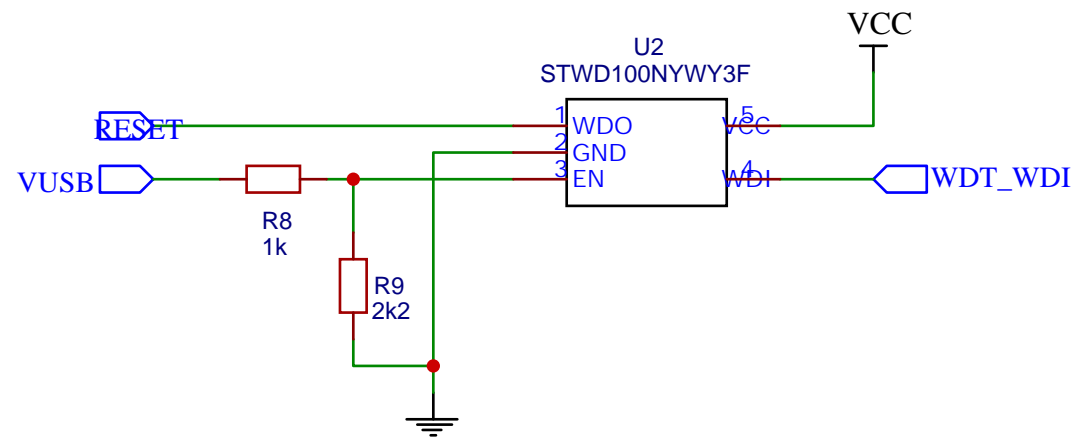 VCC
U2
STWD100NYWY3F
RESET
1
WDO
5
VCC
2
GND
VUSB
3
EN
4
WDI
WDT_WDI
R8
1k
R9
2k2